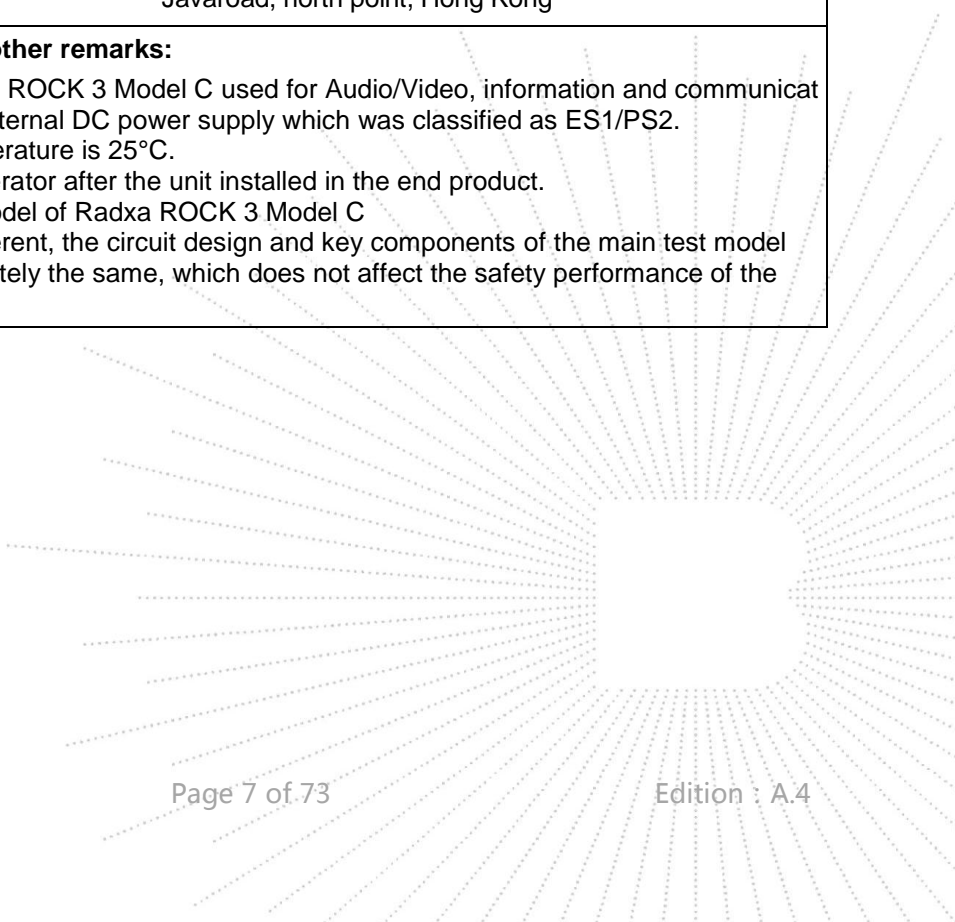 Javaroad, north point, Hong Kong
other remarks:
ROCK 3 Model C used for Audio/Video, information and communicat
ternal DC power supply which was classified as ES1/PS2.
erature is 25°C.
rator after the unit installed in the end product.
del of Radxa ROCK 3 Model C
erent, the circuit design and key components of the main test model
tely the same, which does not affect the safety performance of the
Page 7 of 73
Edition : A.4